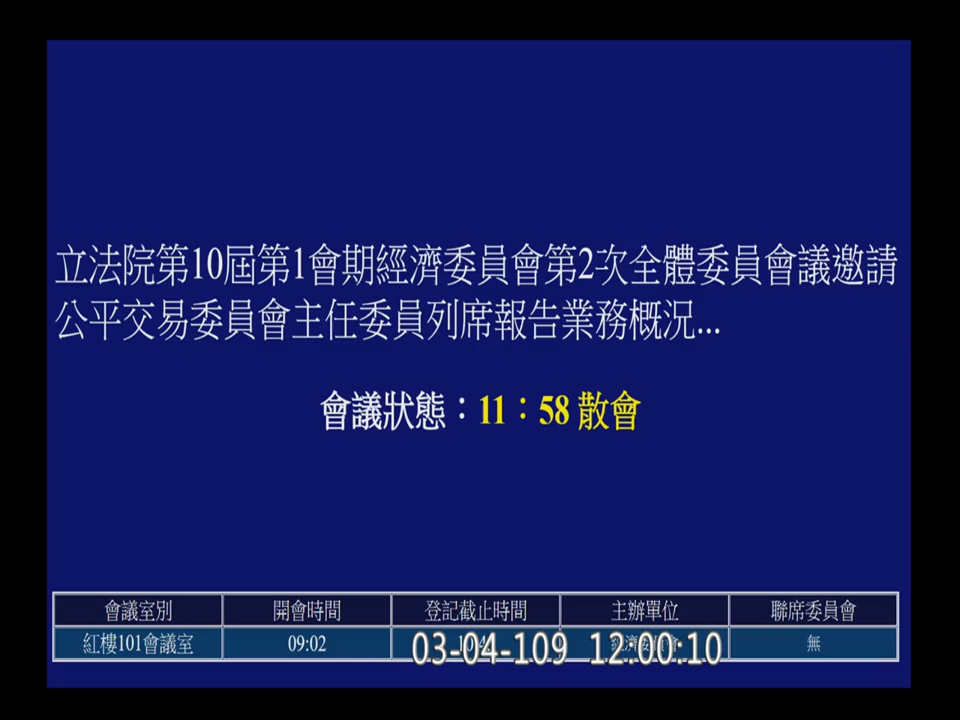 立法院第10屆第1會期經濟委員會第2次全體委員會議邀請
公平交易委員會主任委員列席報告業務概況...
會議狀態：11：58 散會
會議室別 開會時間 登記截止時間 主辦單位 聯席委員會
紅樓101會議室 09:02 無
03-04-109 12:00:10